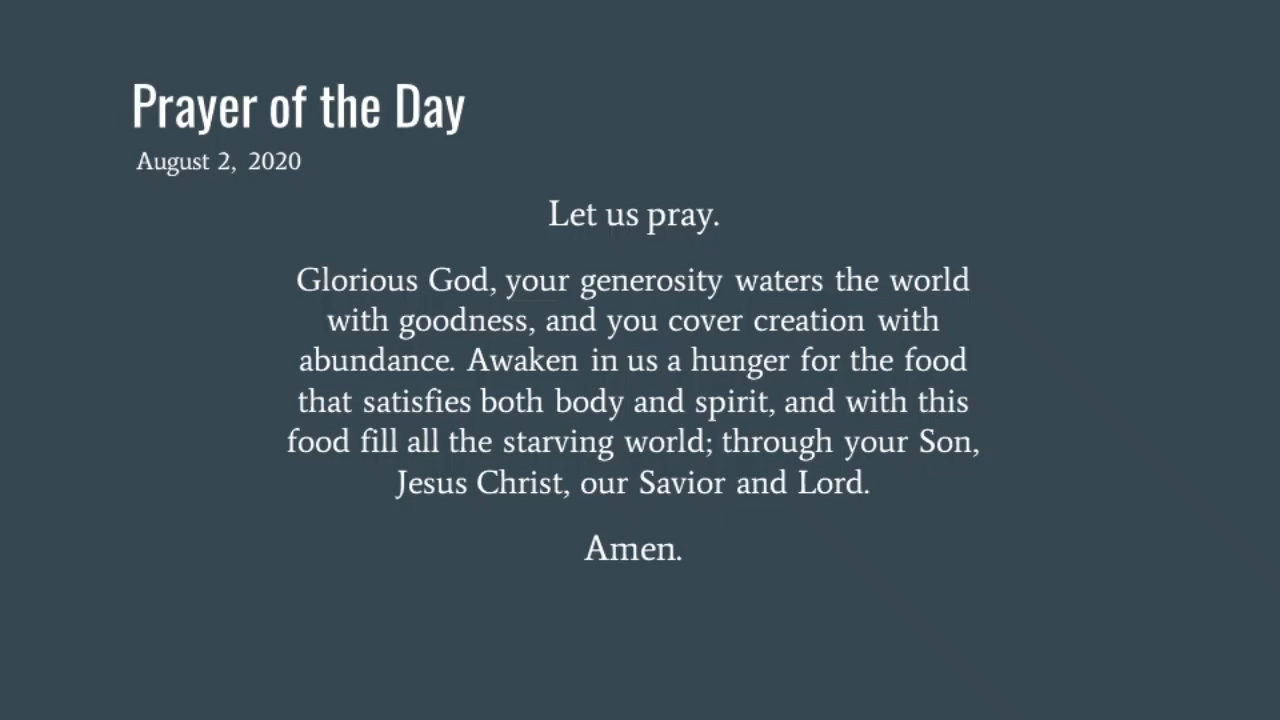 Prayer of the Day
August 2, 2020
Let us pray.
Glorious God, your generosity waters the world
with goodness, and you cover creation with
abundance. Awaken in us a hunger for the food
that satisfies both body and spirit, and with this
food fill all the starving world; through your Son,
Jesus Christ, our Savior and Lord.
Amen.